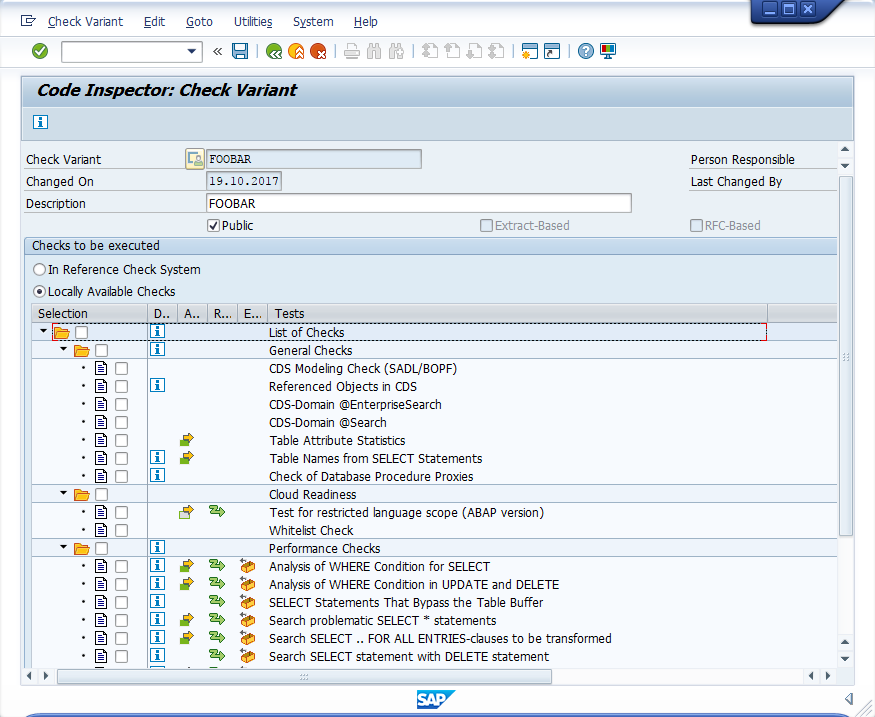 Check Variant Edit Goto Utilities System Help
Code Inspector: Check Variant
Check Variant FOOBAR Person Responsible
Changed On 19.10.2017 Last Changed By
Description FOOBAR
Public Extract-Based RFC-Based
Checks to be executed
In Reference Check System
Locally Available Checks
Selection D.. A.. R... E... Tests
List of Checks
General Checks
CDS Modeling Check (SADL/BOPF)
Referenced Objects in CDS
CDS-Domain @EnterpriseSearch
CDS-Domain @Search
Table Attribute Statistics
Table Names from SELECT Statements
Check of Database Procedure Proxies
Cloud Readiness
Test for restricted language scope (ABAP version)
Whitelist Check
Performance Checks
Analysis of WHERE Condition for SELECT
Analysis of WHERE Condition in UPDATE and DELETE
SELECT Statements That Bypass the Table Buffer
Search problematic SELECT * statements
Search SELECT .. FOR ALL ENTRIES-clauses to be transformed
Search SELECT statement with DELETE statement
SAP